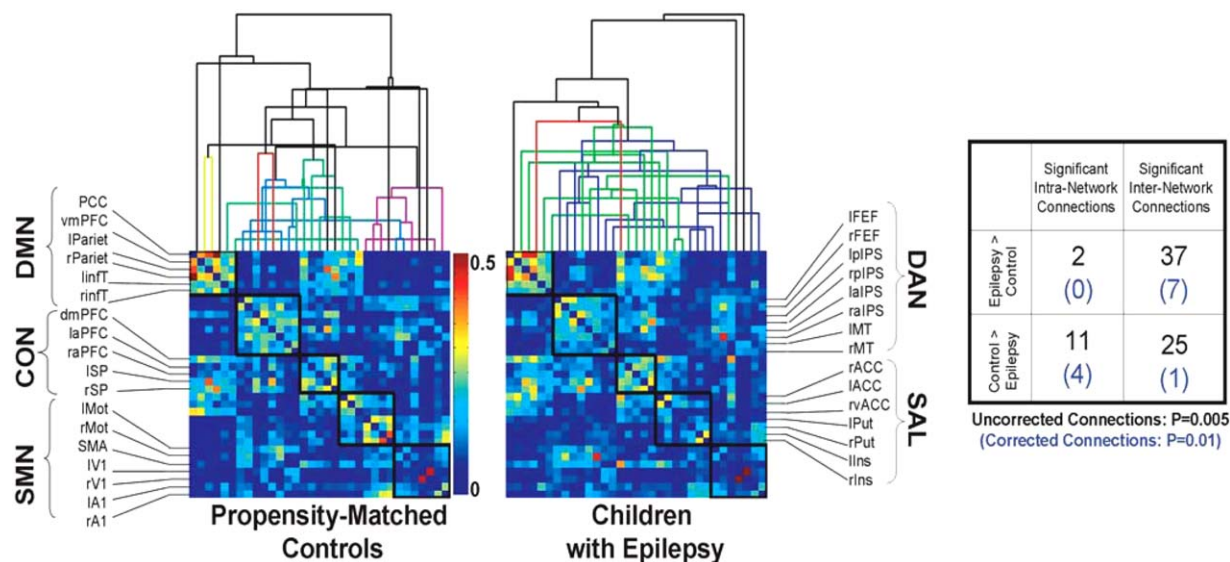 DMN
PCC
vmPFC
lPariet
rPariet
linfT
rinfT
CON
dmPFC
laPFC
raPFC
lSP
rSP
SMN
lMot
rMot
SMA
lV1
rV1
lA1
rA1
0.5
0
Propensity-Matched
Controls
Children
with Epilepsy
lFEF
rFEF
lpIPS
rpIPS
laIPS
raIPS
lMT
rMT
DAN
rACC
lACC
rvACC
lPut
rPut
lIns
rIns
SAL
Significant
Intra-Network
Connections
Significant
Inter-Network
Connections
Epilepsy >
Control
2
(0)
37
(7)
Control >
Epilepsy
11
(4)
25
(1)
Uncorrected Connections: P=0.005
(Corrected Connections: P=0.01)